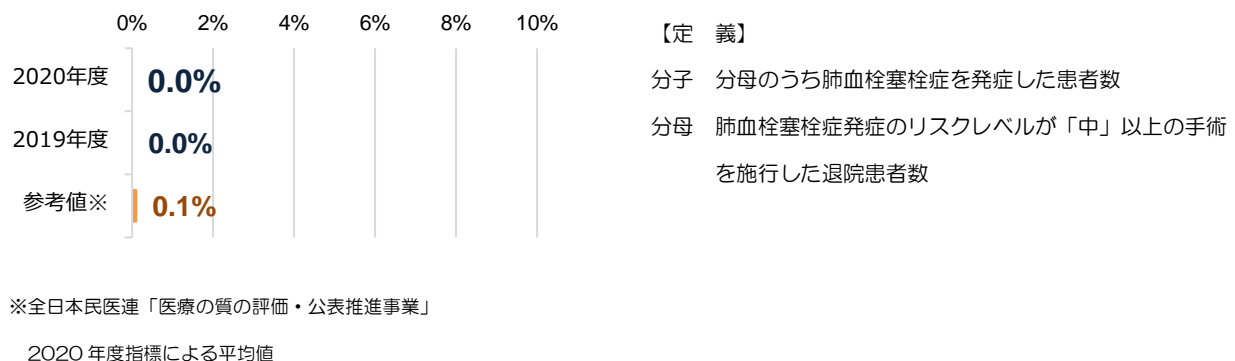 0% 2% 4% 6% 8% 10%
2020年度 0.0%
2019年度 0.0%
参考値※ 0.1%
【定　義】
分子　分母のうち肺血栓塞栓症を発症した患者数
分母　肺血栓塞栓症発症のリスクレベルが「中」以上の手術
を施行した退院患者数
※全日本民医連「医療の質の評価・公表推進事業」
2020 年度指標による平均値